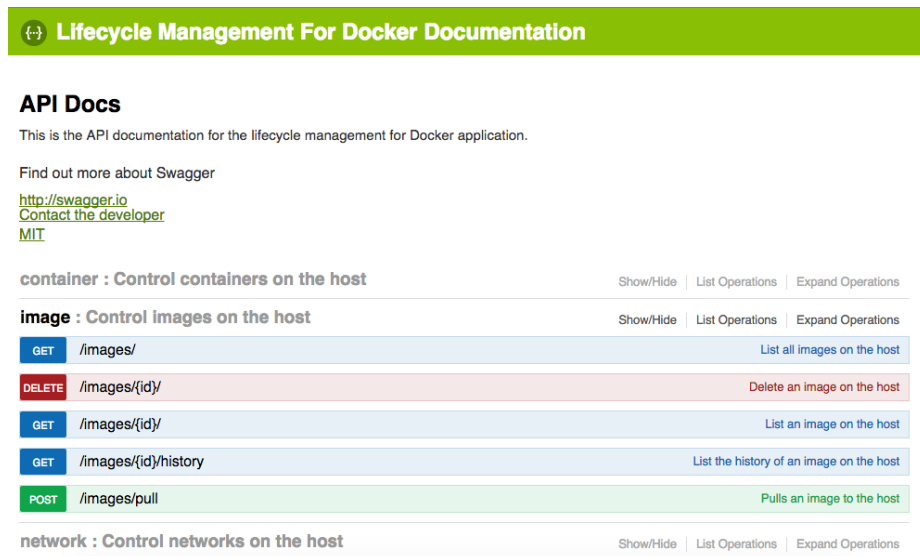 {··} Lifecycle Management For Docker Documentation
API Docs
This is the API documentation for the lifecycle management for Docker application.
Find out more about Swagger
http://swagger.io
Contact the developer
MIT
container : Control containers on the host Show/Hide List Operations Expand Operations
image : Control images on the host Show/Hide List Operations Expand Operations
GET /images/ List all images on the host
DELETE /images/{id}/ Delete an image on the host
GET /images/{id}/ List an image on the host
GET /images/{id}/history List the history of an image on the host
POST /images/pull Pulls an image to the host
network : Control networks on the host Show/Hide List Operations Expand Operations